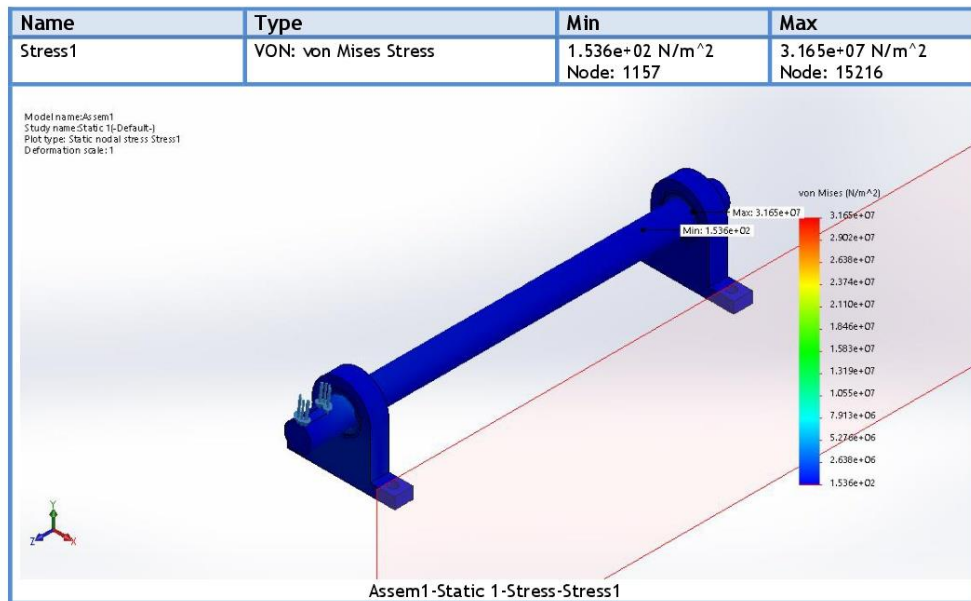 Name Type Min Max
Stress1 VON: von Mises Stress 1.536e+02 N/m^2 3.165e+07 N/m^2
Node: 1157 Node: 15216
Model name:Assem1
Study name:Static 1(-Default-)
Plot type: Static nodal stress Stress1
Deformation scale: 1
von Mises (N/m^2)
Max: 3.165e+07
Min: 1.536e+02
3.165e+07
2.902e+07
2.638e+07
2.374e+07
2.110e+07
1.846e+07
1.583e+07
1.319e+07
1.055e+07
7.913e+06
5.276e+06
2.638e+06
1.536e+02
Y
Z
X
Assem1-Static 1-Stress-Stress1